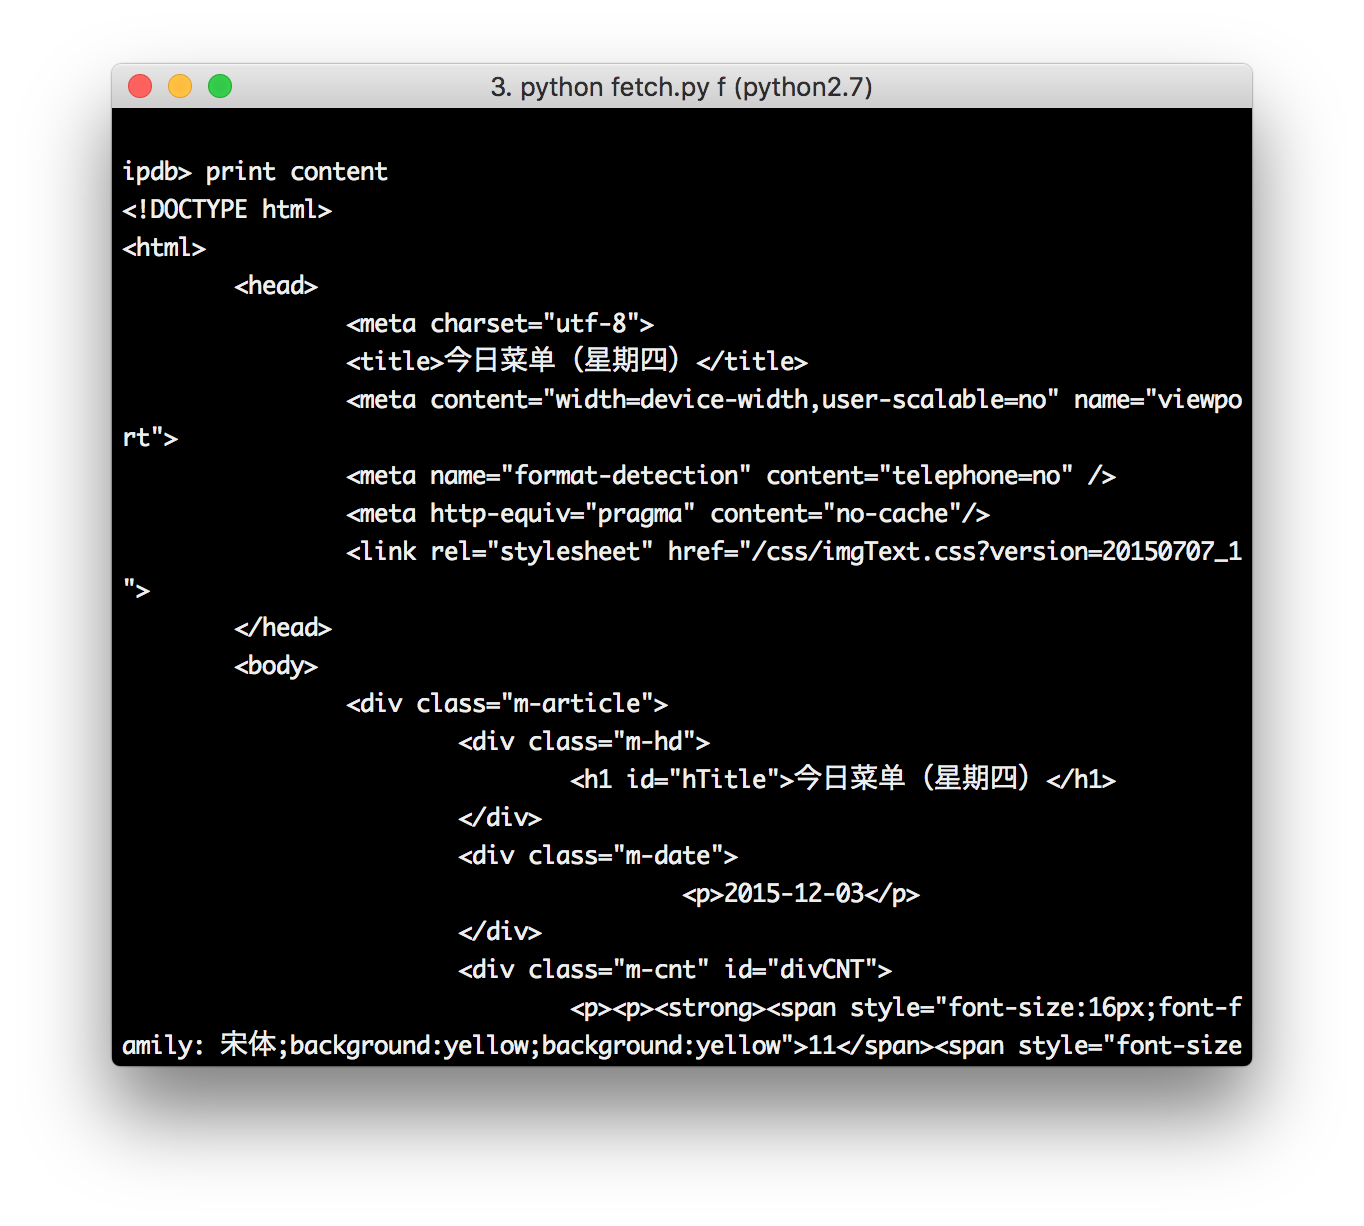 3. python fetch.py f (python2.7)
ipdb> print content
<!DOCTYPE html>
<html>
<head>
<meta charset="utf-8">
<title>今日菜单（星期四）</title>
<meta content="width=device-width,user-scalable=no" name="viewpo
rt">
<meta name="format-detection" content="telephone=no" />
<meta http-equiv="pragma" content="no-cache"/>
<link rel="stylesheet" href="/css/imgText.css?version=20150707_1
">
</head>
<body>
<div class="m-article">
<div class="m-hd">
<h1 id="hTitle">今日菜单（星期四）</h1>
</div>
<div class="m-date">
<p>2015-12-03</p>
</div>
<div class="m-cnt" id="divCNT">
<p><p><strong><span style="font-size:16px;font-f
amily: 宋体;background:yellow;background:yellow">11</span><span style="font-size